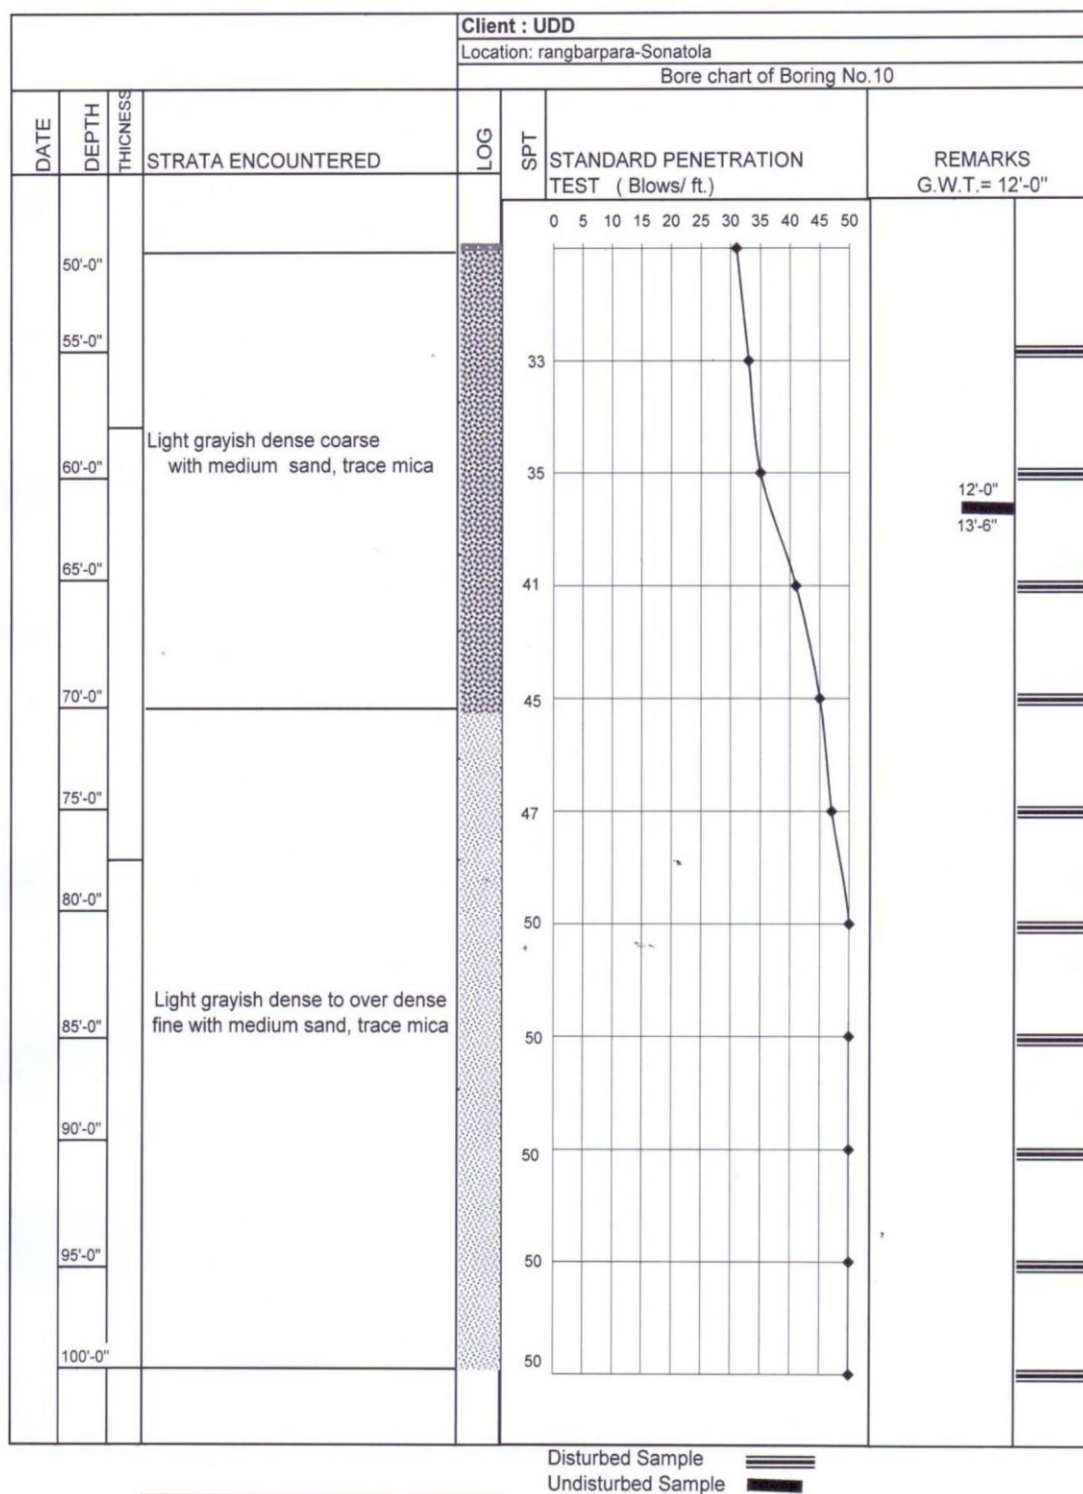 Client : UDD
Location: rangbarpara-Sonatola
Bore chart of Boring No.10
DATE
DEPTH
THICNESS
STRATA ENCOUNTERED
LOG
SPT
STANDARD PENETRATION
TEST ( Blows/ ft.)
REMARKS
G.W.T.= 12'-0"
0 5 10 15 20 25 30 35 40 45 50
50'-0"
55'-0"
33
Light grayish dense coarse
with medium sand, trace mica
60'-0"
35
12'-0"
13'-6"
65'-0"
41
70'-0"
45
75'-0"
47
80'-0"
50
Light grayish dense to over dense
fine with medium sand, trace mica
85'-0"
50
90'-0"
50
95'-0"
50
100'-0"
50
Disturbed Sample
Undisturbed Sample